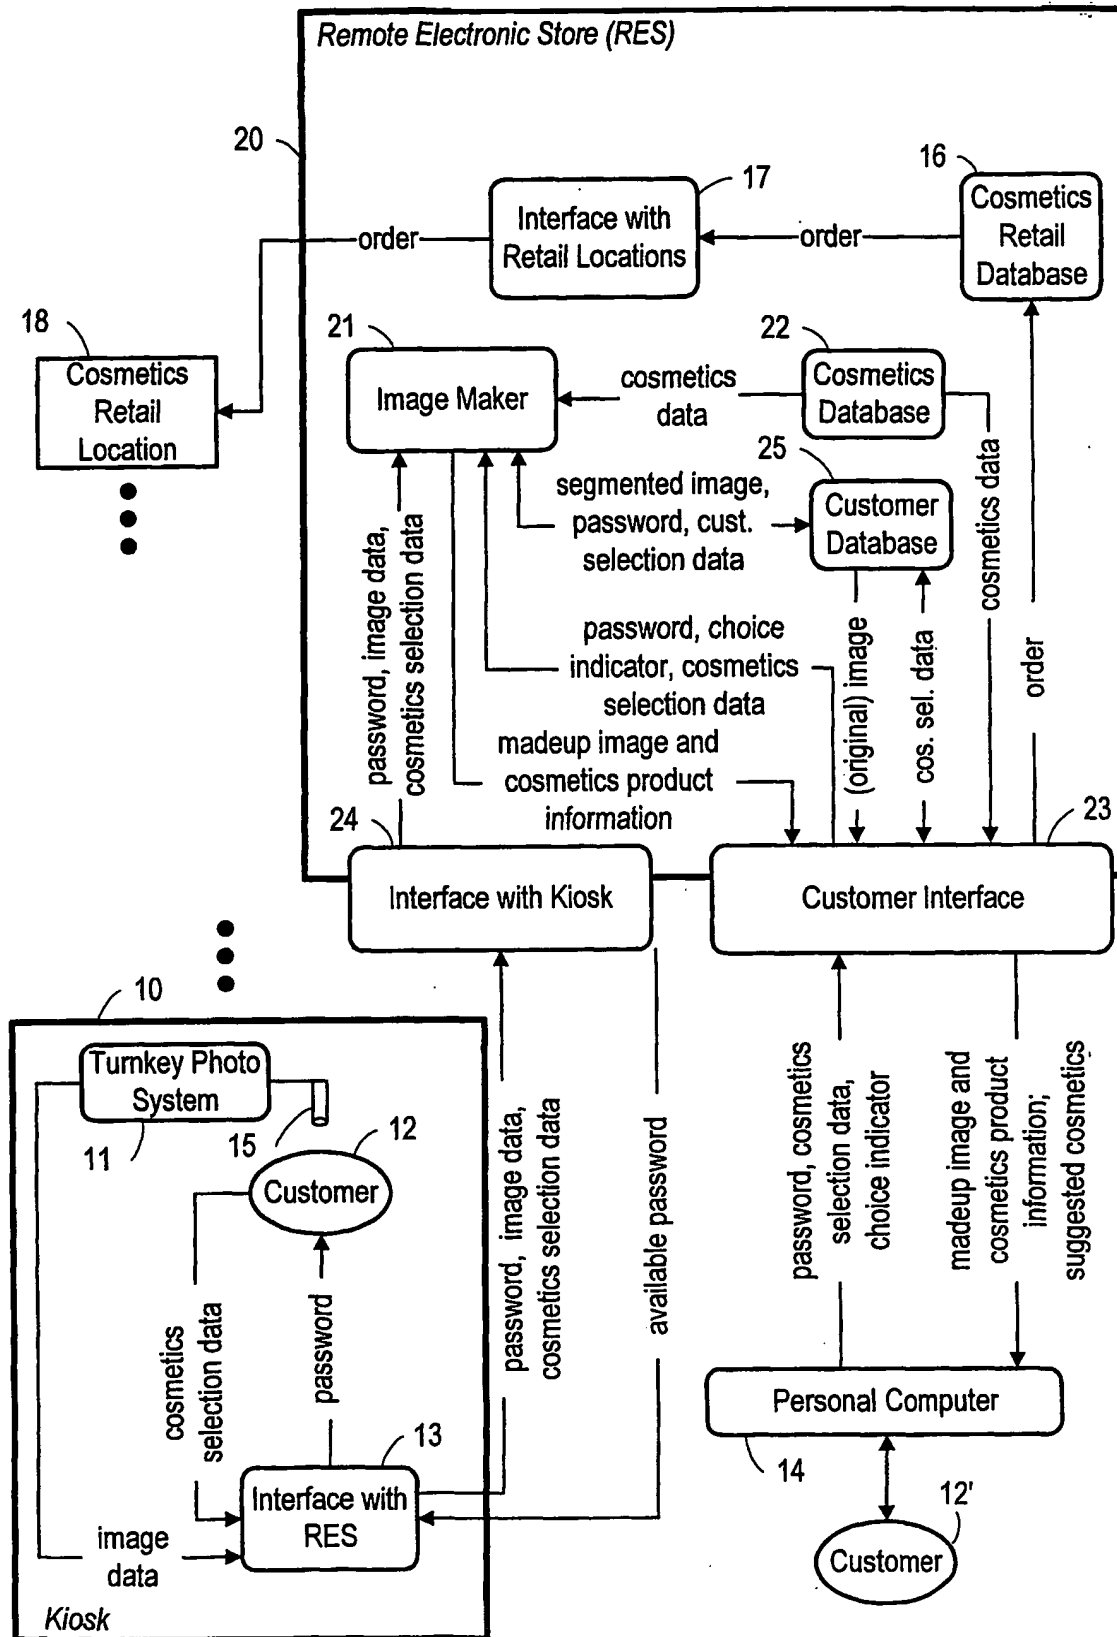 Remote Electronic Store (RES)
20
17
16
Interface with
Retail Locations
Cosmetics
Retail
Database
order
order
18
Cosmetics
Retail
Location
21
Image Maker
22
Cosmetics
Database
cosmetics
data
25
Customer
Database
segmented image,
password, cust.
selection data
password, image data,
cosmetics selection data
password, choice
indicator, cosmetics
selection data
madeup image and
cosmetics product
information
(original) image
cos. sel. data
cosmetics data
order
24
Interface with Kiosk
23
Customer Interface
10
Turnkey Photo
System
11
15
12
Customer
cosmetics
selection data
password
13
Interface with
RES
image
data
Kiosk
password, image data,
cosmetics selection data
available password
password, cosmetics
selection data,
choice indicator
madeup image and
cosmetics product
information;
suggested cosmetics
Personal Computer
14
12'
Customer